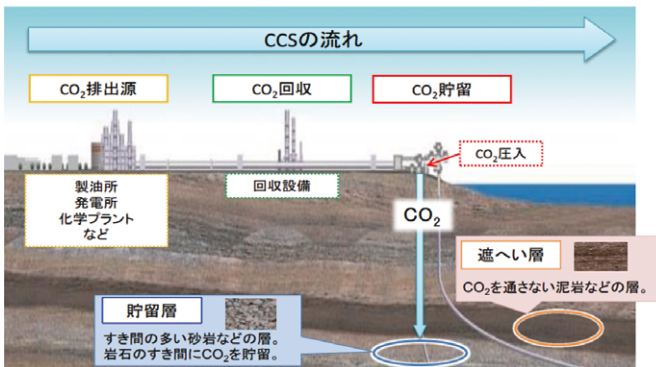 CCSの流れ
CO₂排出源
CO₂回収
CO₂貯留
CO₂圧入
製油所
発電所
化学プラント
など
回収設備
CO₂
遮へい層
CO₂を通さない泥岩などの層。
貯留層
すき間の多い砂岩などの層。
岩石のすき間にCO₂を貯留。